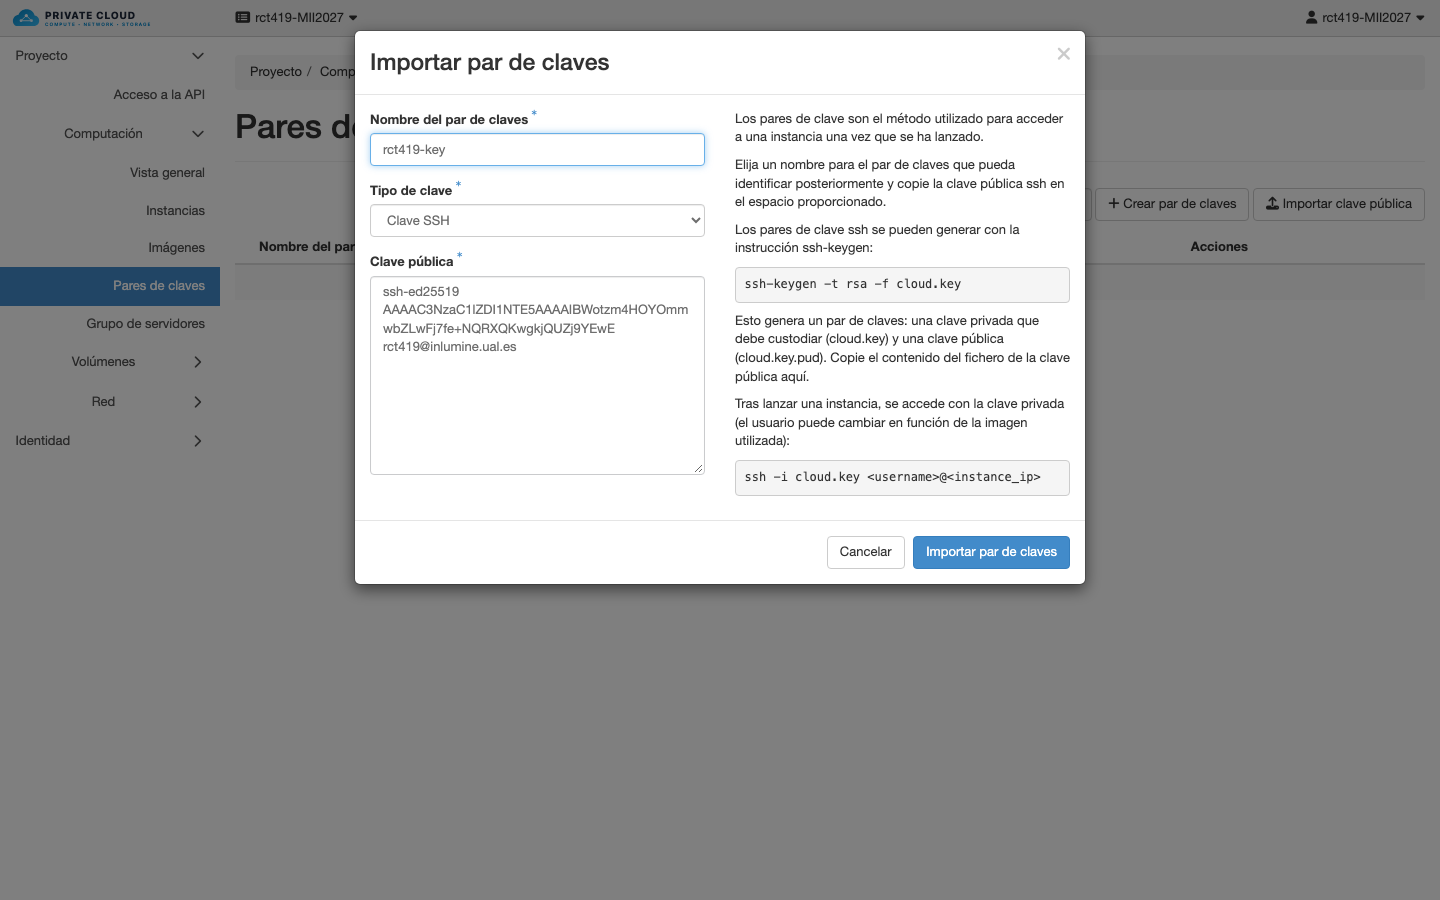 PRIVATE CLOUD
COMPUTE • NETWORK • STORAGE
rct419-MII2027
rct419-MII2027
Proyecto
Acceso a la API
Computación
Vista general
Instancias
Imágenes
Pares de claves
Grupo de servidores
Volúmenes
Red
Identidad
Proyecto / Comp
Pares de
Crear par de claves
Importar clave pública
Nombre del par
Acciones
Importar par de claves
×
Nombre del par de claves *
rct419-key
Tipo de clave *
Clave SSH
Clave pública *
ssh-ed25519
AAAAC3NzaC1lZDI1NTE5AAAAIBWotzm4HOYOmm
wbZLwFj7fe+NQRXQKwgkjQUZj9YEwE
rct419@inlumine.ual.es
Los pares de clave son el método utilizado para acceder
a una instancia una vez que se ha lanzado.
Elija un nombre para el par de claves que pueda
identificar posteriormente y copie la clave pública ssh en
el espacio proporcionado.
Los pares de clave ssh se pueden generar con la
instrucción ssh-keygen:
ssh-keygen -t rsa -f cloud.key
Esto genera un par de claves: una clave privada que
debe custodiar (cloud.key) y una clave pública
(cloud.key.pud). Copie el contenido del fichero de la clave
pública aquí.
Tras lanzar una instancia, se accede con la clave privada
(el usuario puede cambiar en función de la imagen
utilizada):
ssh -i cloud.key <username>@<instance_ip>
Cancelar
Importar par de claves